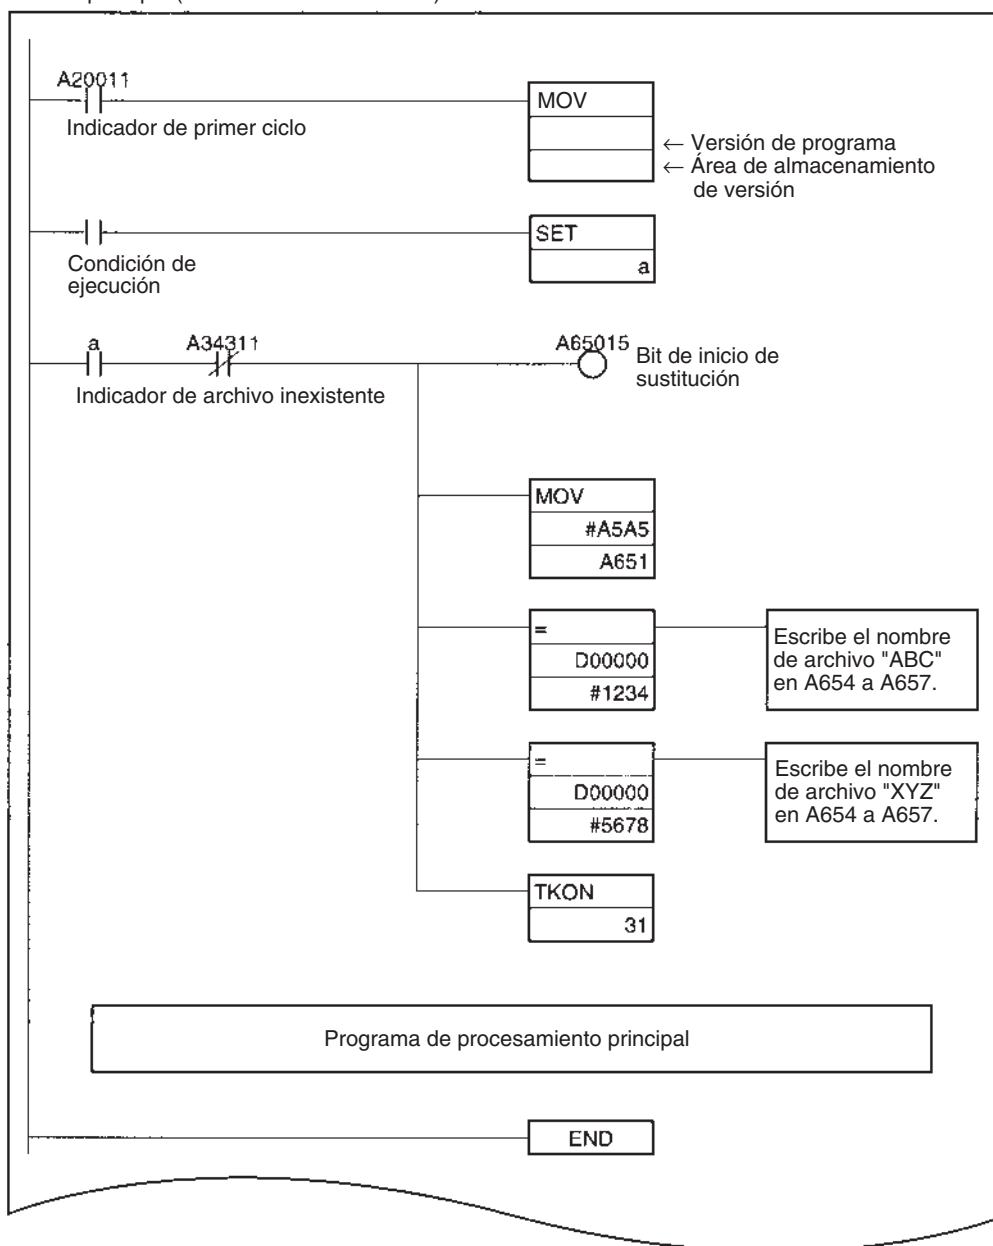 A20011
MOV
Indicador de primer ciclo
← Versión de programa
← Área de almacenamiento
de versión
SET
a
Condición de
ejecución
a
A34311
A65015
Bit de inicio de
sustitución
Indicador de archivo inexistente
MOV
#A5A5
A651
=
D00000
#1234
Escribe el nombre
de archivo "ABC"
en A654 a A657.
=
D00000
#5678
Escribe el nombre
de archivo "XYZ"
en A654 a A657.
TKON
31
Programa de procesamiento principal
END